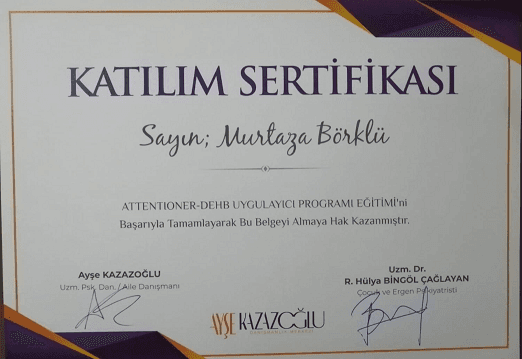 KATILIM SERTİFİKASI
Sayın; Murtaza Börklü
ATTENTIONER-DEHB UYGULAYICI PROGRAMI EĞİTİMİ'ni
Başarıyla Tamamlayarak Bu Belgeyi Almaya Hak Kazanmıştır.
Ayşe KAZAZOĞLU
Uzm. Psk. Dan. / Aile Danışmanı
Uzm. Dr.
R. Hülya BİNGÖL ÇAĞLAYAN
Çocuk ve Ergen Psikiyatristi
AYŞE KAZAZOĞLU